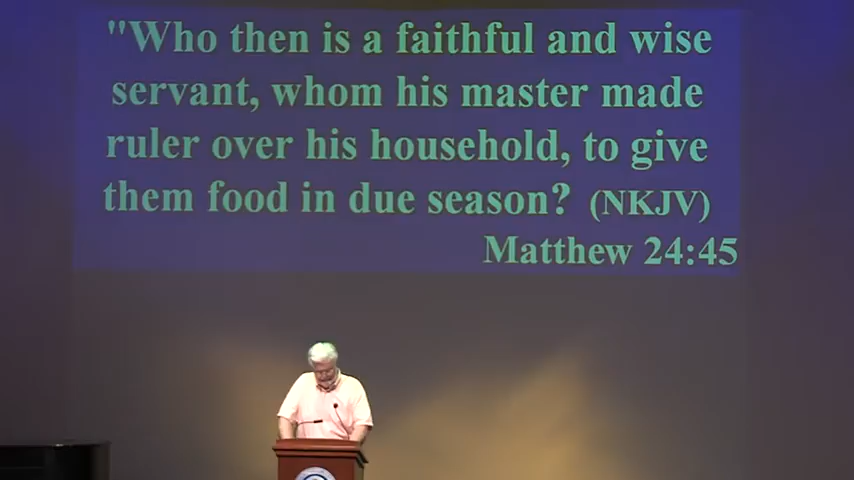 "Who then is a faithful and wise
servant, whom his master made
ruler over his household, to give
them food in due season? (NKJV)
Matthew 24:45